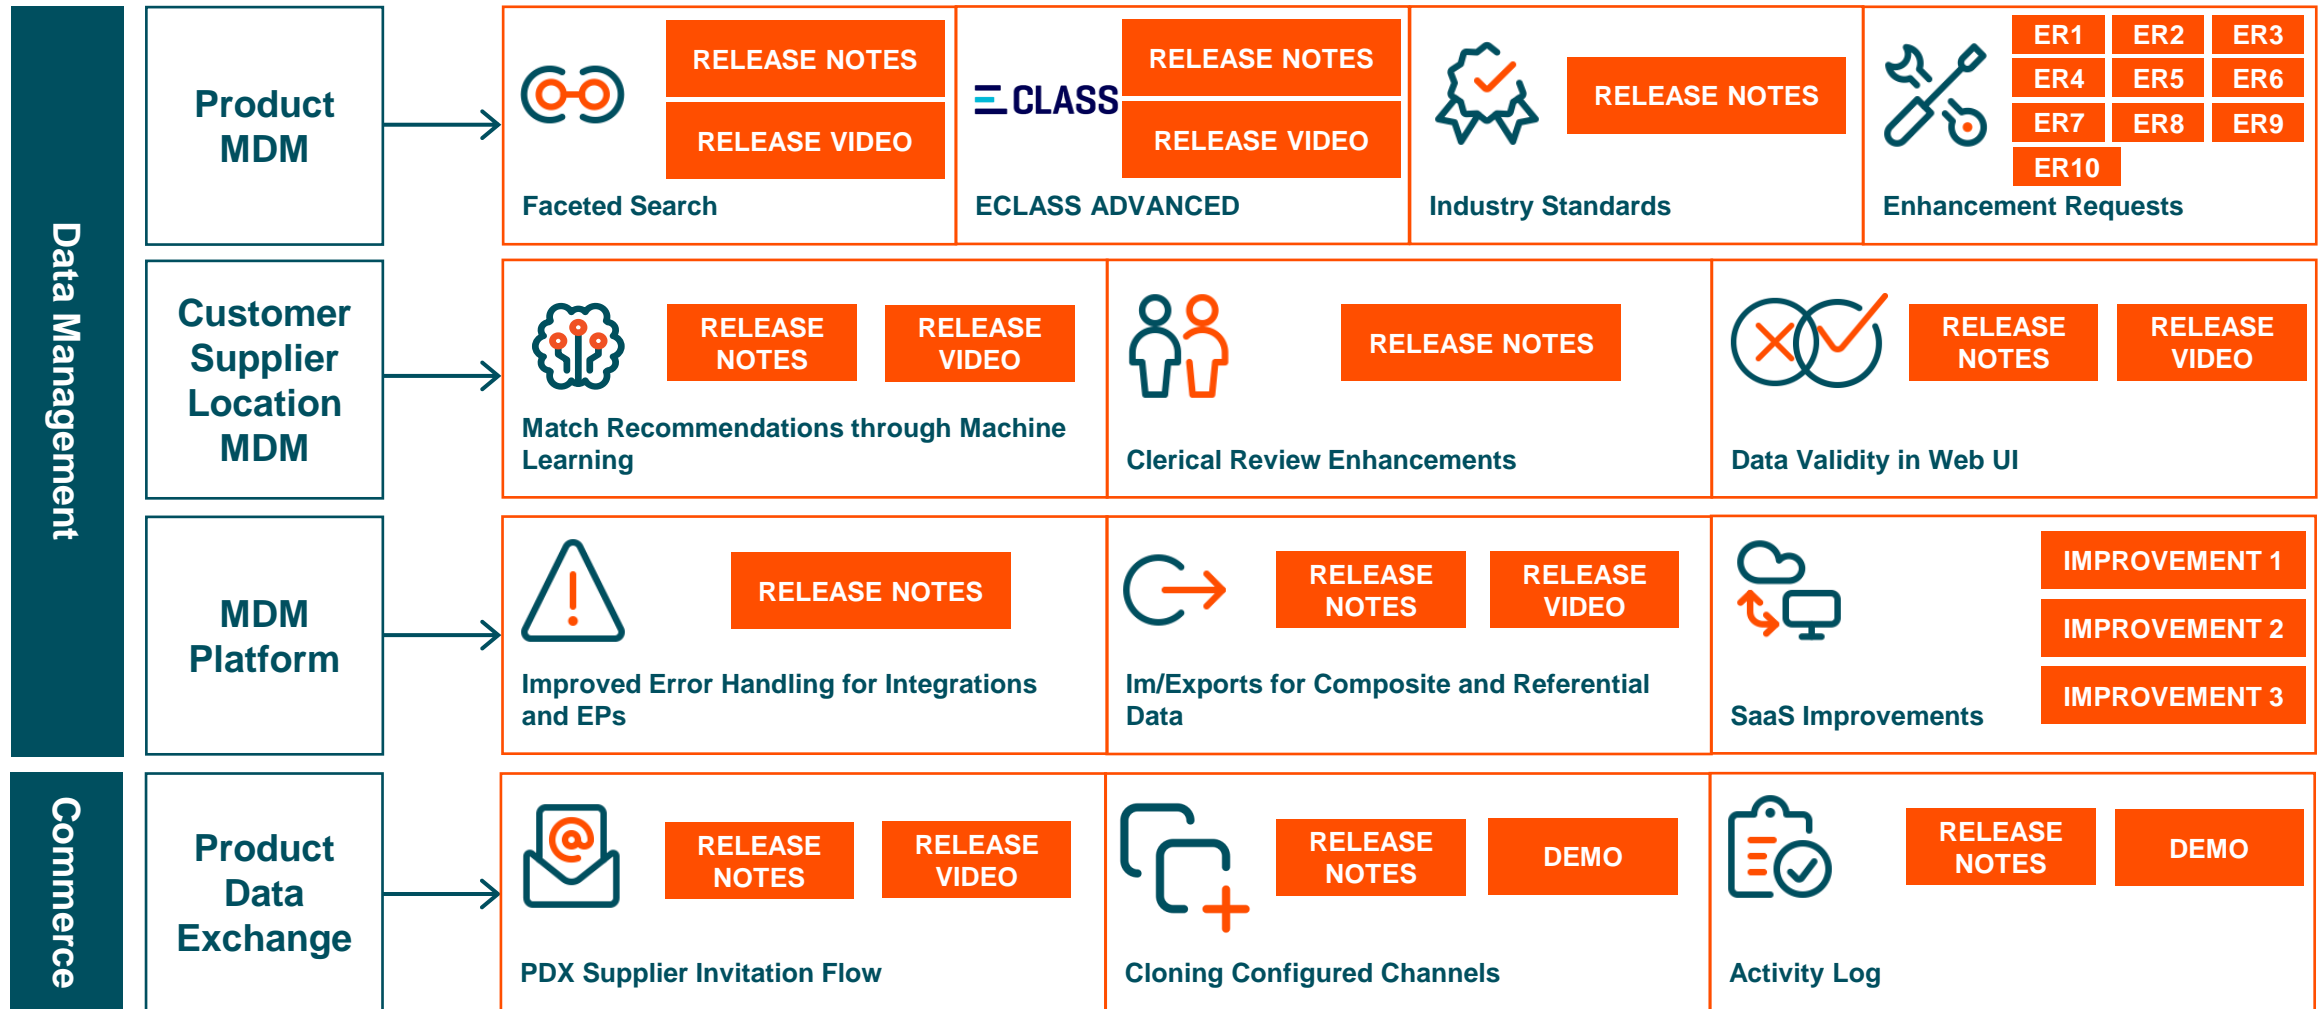 Data Management
Product
MDM
RELEASE NOTES
RELEASE VIDEO
Faceted Search
ECLASS
RELEASE NOTES
RELEASE VIDEO
ECLASS ADVANCED
RELEASE NOTES
Industry Standards
ER1 ER2 ER3
ER4 ER5 ER6
ER7 ER8 ER9
ER10
Enhancement Requests
Customer
Supplier
Location
MDM
RELEASE
NOTES
RELEASE
VIDEO
Match Recommendations through Machine
Learning
RELEASE NOTES
Clerical Review Enhancements
RELEASE
NOTES
RELEASE
VIDEO
Data Validity in Web UI
MDM
Platform
RELEASE NOTES
Improved Error Handling for Integrations
and EPs
RELEASE
NOTES
RELEASE
VIDEO
Im/Exports for Composite and Referential
Data
IMPROVEMENT 1
IMPROVEMENT 2
IMPROVEMENT 3
SaaS Improvements
Commerce
Product
Data
Exchange
@
RELEASE
NOTES
RELEASE
VIDEO
PDX Supplier Invitation Flow
RELEASE
NOTES
DEMO
Cloning Configured Channels
RELEASE
NOTES
DEMO
Activity Log